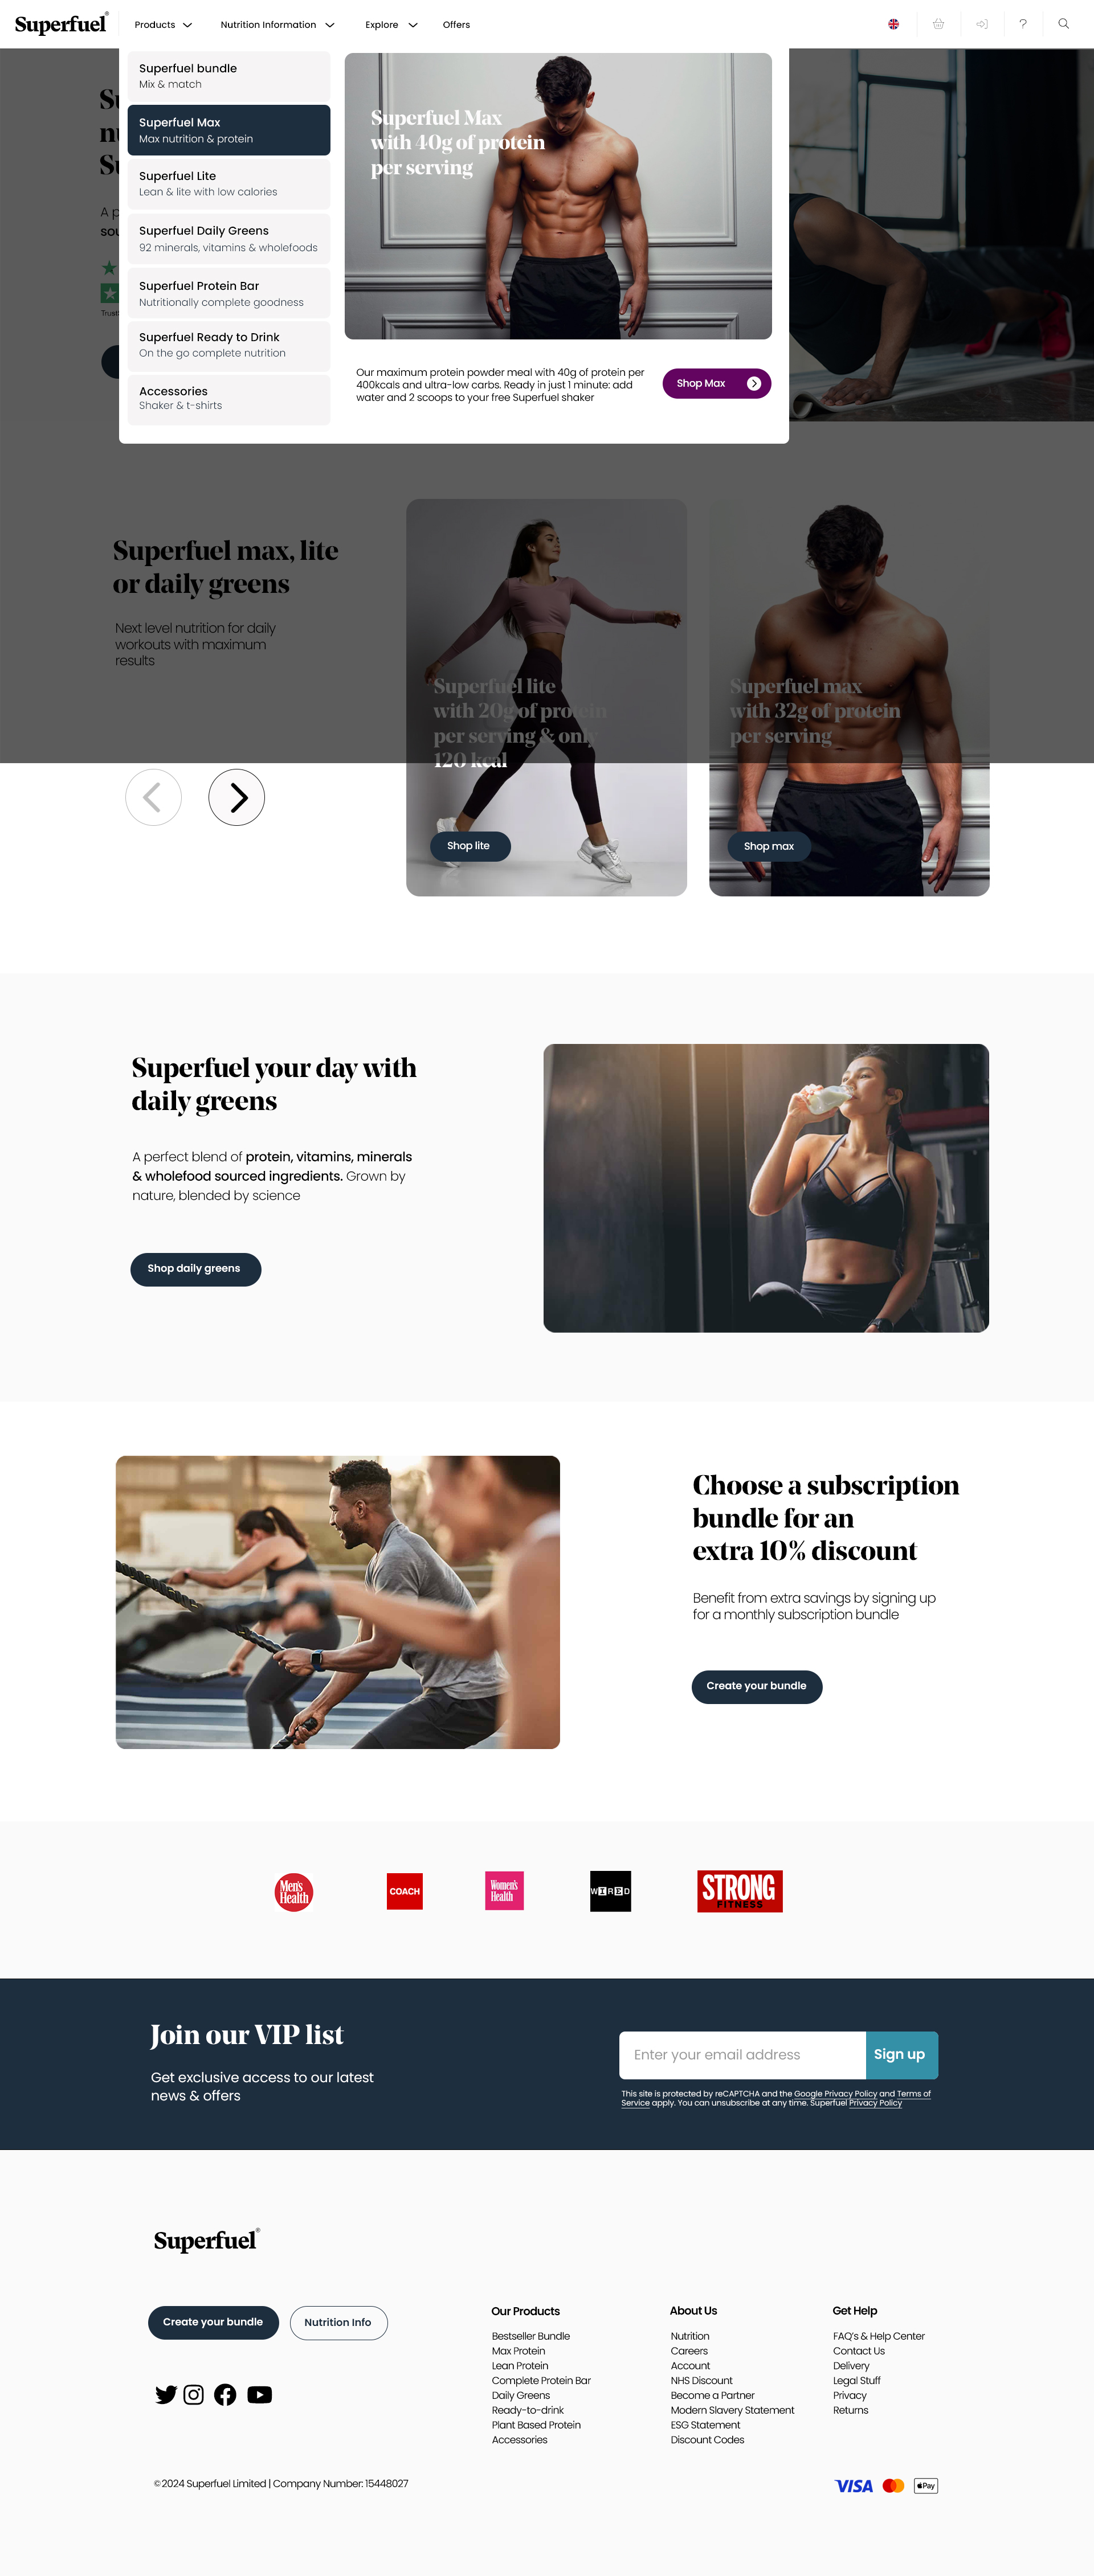 Superfuel®
Products
Nutrition Information
Explore
Offers
?
Superfuel bundle
Mix & match
Superfuel Max
Max nutrition & protein
Superfuel Lite
Lean & lite with low calories
Superfuel Daily Greens
92 minerals, vitamins & wholefoods
Superfuel Protein Bar
Nutritionally complete goodness
Superfuel Ready to Drink
On the go complete nutrition
Accessories
Shaker & t-shirts
Superfuel Max
with 40g of protein
per serving
Our maximum protein powder meal with 40g of protein per
400kcals and ultra-low carbs. Ready in just 1 minute: add
water and 2 scoops to your free Superfuel shaker
Shop Max
A p
Superfuel max, lite
or daily greens
Next level nutrition for daily
workouts with maximum
results
Superfuel lite
with 20g of protein
per serving & only
120 kcal
Shop lite
Superfuel max
with 32g of protein
per serving
Shop max
Superfuel your day with
daily greens
A perfect blend of protein, vitamins, minerals
& wholefood sourced ingredients. Grown by
nature, blended by science
Shop daily greens
Choose a subscription
bundle for an
extra 10% discount
Benefit from extra savings by signing up
for a monthly subscription bundle
Create your bundle
Men's
Health
COACH
Women's
Health
WIRED
STRONG
FITNESS
Join our VIP list
Get exclusive access to our latest
news & offers
Enter your email address
Sign up
This site is protected by reCAPTCHA and the Google Privacy Policy and Terms of
Service apply. You can unsubscribe at any time. Superfuel Privacy Policy
Superfuel®
Create your bundle
Nutrition Info
Our Products
Bestseller Bundle
Max Protein
Lean Protein
Complete Protein Bar
Daily Greens
Ready-to-drink
Plant Based Protein
Accessories
About Us
Nutrition
Careers
Account
NHS Discount
Become a Partner
Modern Slavery Statement
ESG Statement
Discount Codes
Get Help
FAQ's & Help Center
Contact Us
Delivery
Legal Stuff
Privacy
Returns
©2024 Superfuel Limited | Company Number: 15448027
VISA
Pay